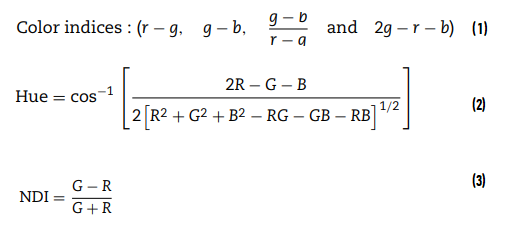 Color indices : (r − g, g − b, (g − b)/(r − a) and 2g − r − b) (1)
Hue = cos⁻¹ [ (2R − G − B) / (2[R² + G² + B² − RG − GB − RB]^1/2) ] (2)
NDI = (G − R)/(G + R) (3)